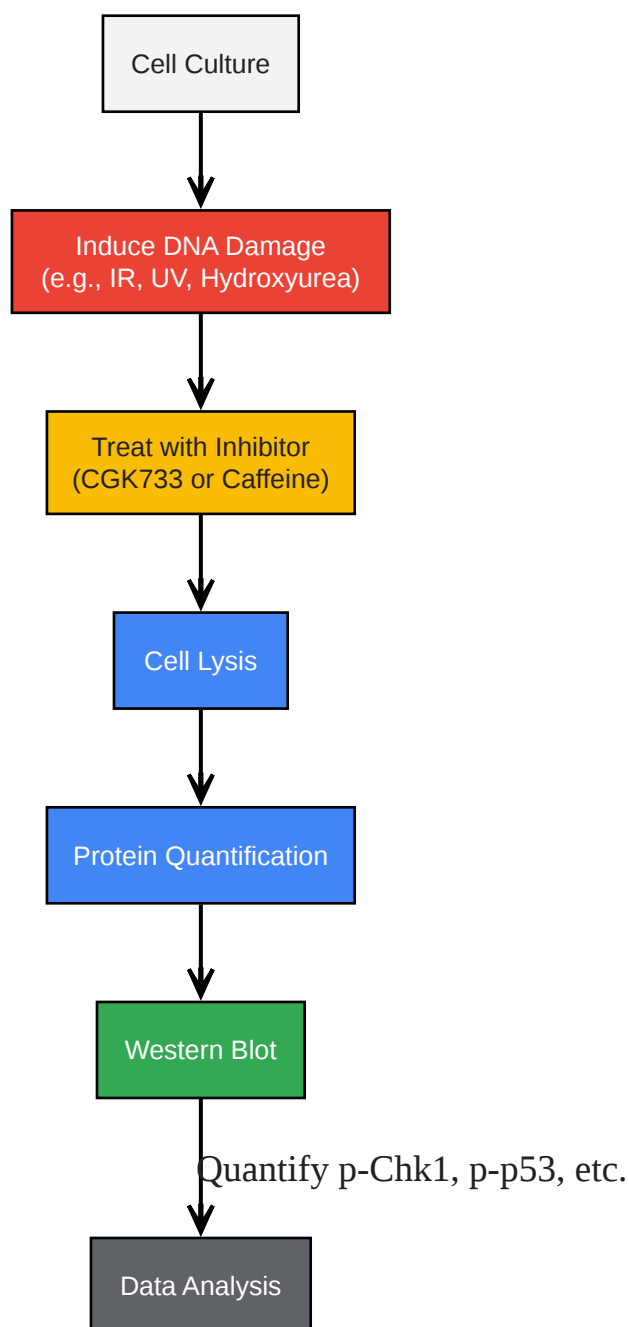 Cell Culture
Induce DNA Damage
(e.g., IR, UV, Hydroxyurea)
Treat with Inhibitor
(CGK733 or Caffeine)
Cell Lysis
Protein Quantification
Western Blot
Quantify p-Chk1, p-p53, etc.
Data Analysis